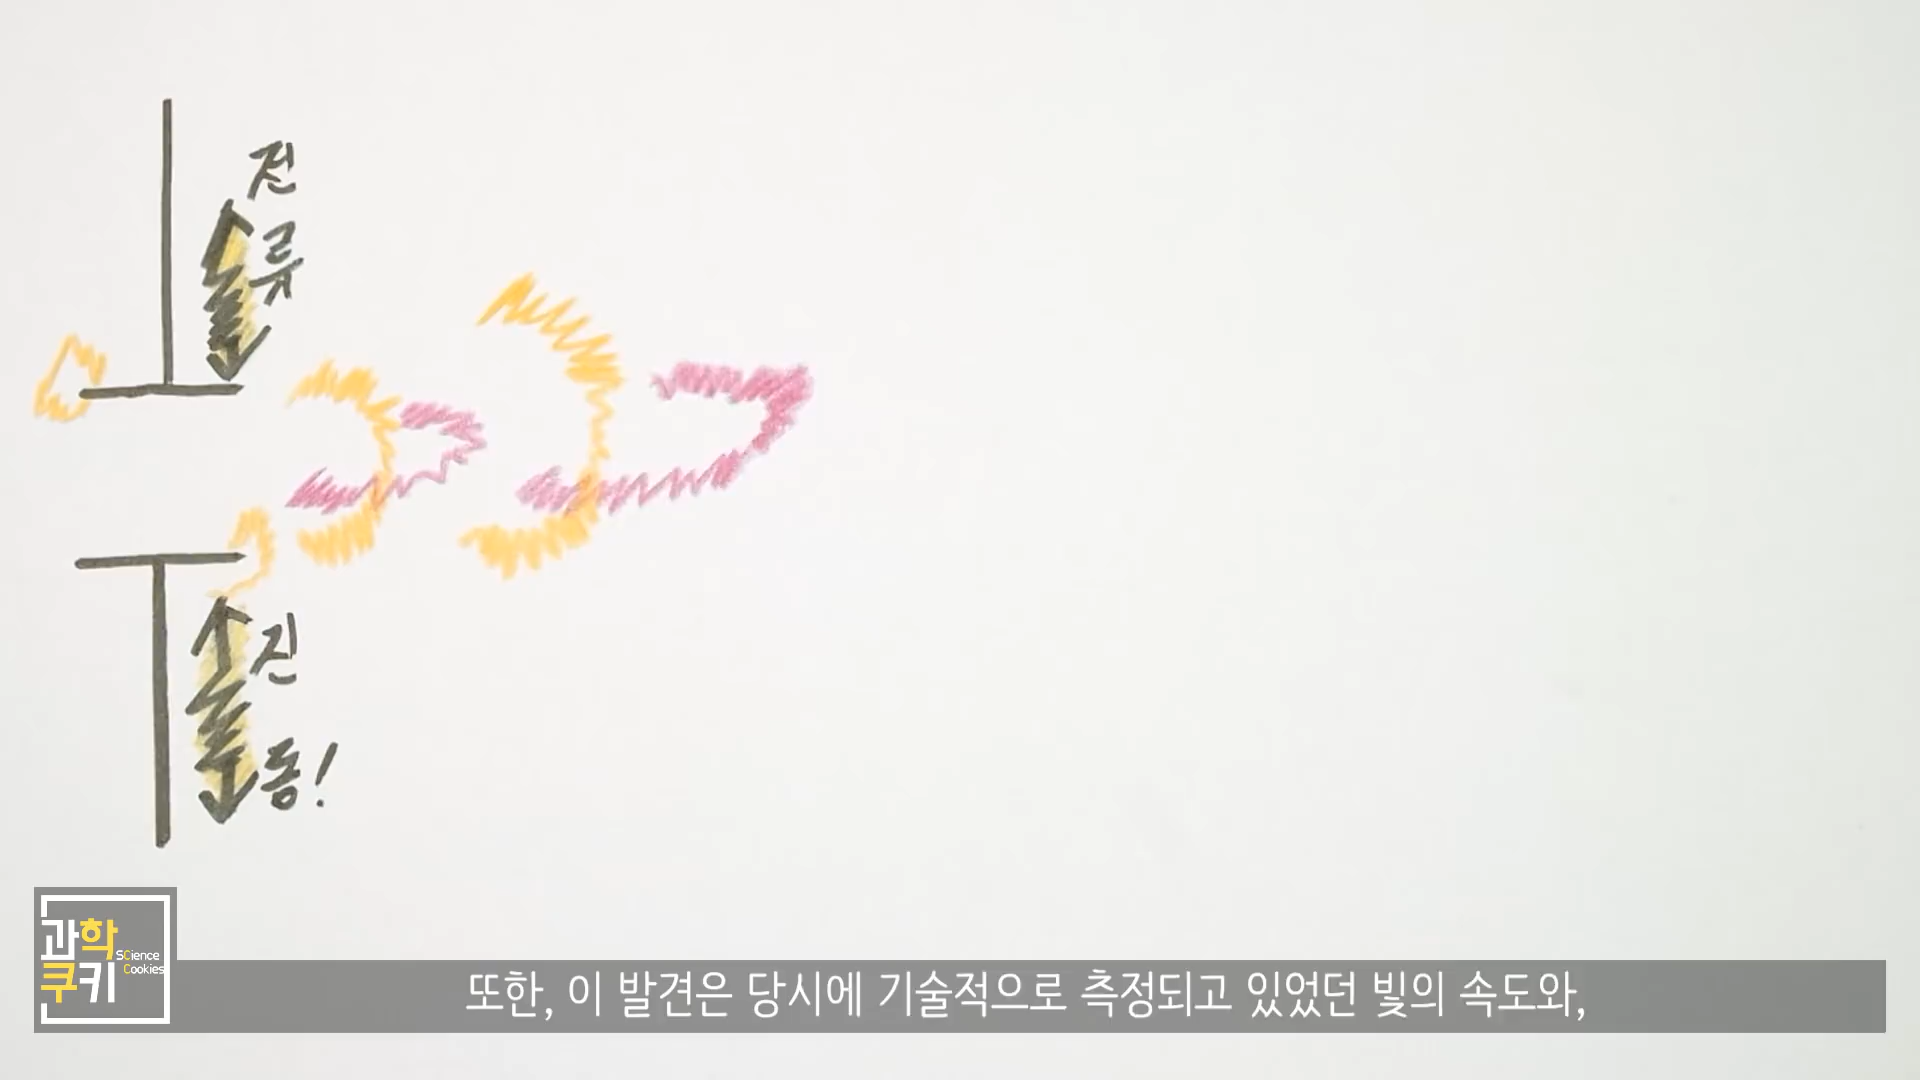 전
류
진
동!
과학
쿠키
SCience
Cookies
또한, 이 발견은 당시에 기술적으로 측정되고 있었던 빛의 속도와,